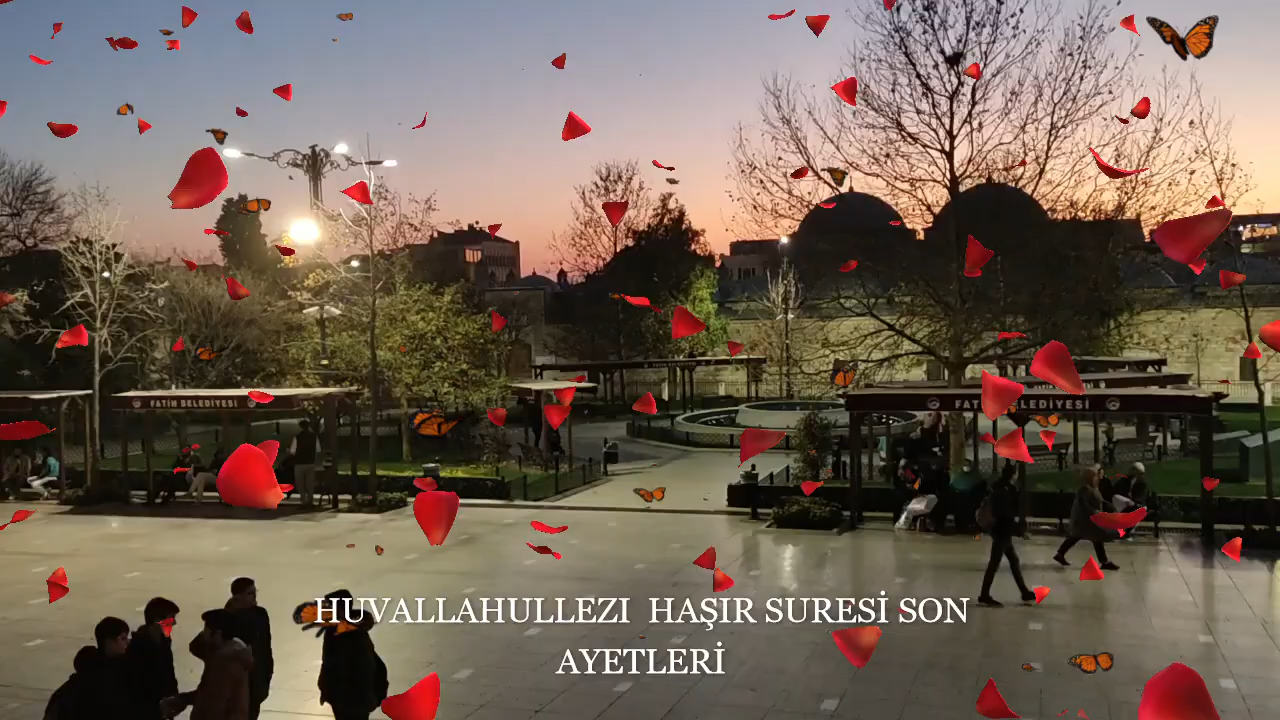 FATİH BELEDİYESİ
FATİH BELEDİYESİ
HUVALLAHULLEZI HAŞIR SURESİ SON
AYETLERİ